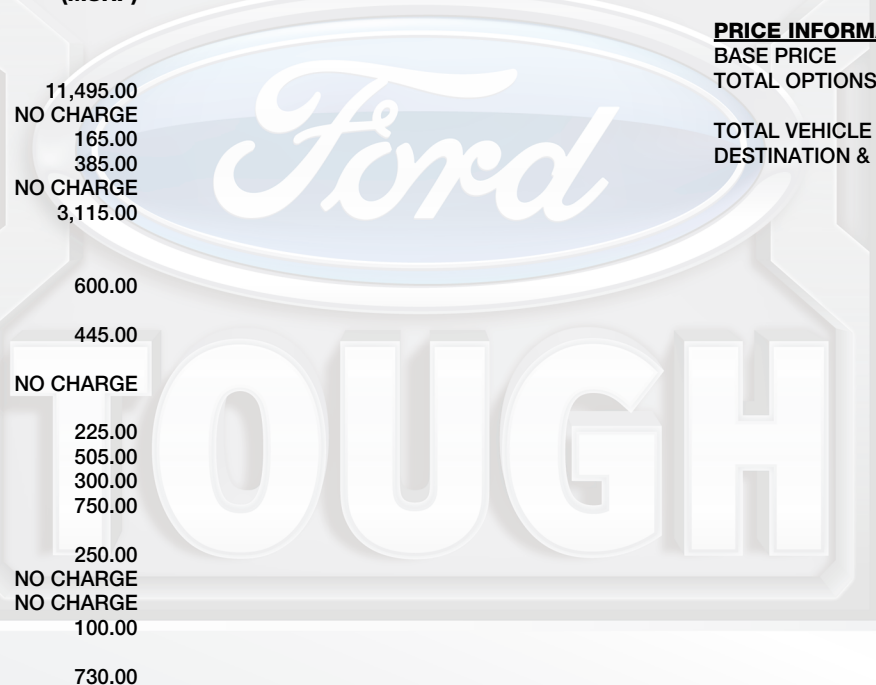 PRICE INFORM
BASE PRICE
TOTAL OPTIONS
TOTAL VEHICLE
DESTINATION &
11,495.00
NO CHARGE
165.00
385.00
NO CHARGE
3,115.00
600.00
445.00
NO CHARGE
225.00
505.00
300.00
750.00
250.00
NO CHARGE
NO CHARGE
100.00
730.00
Ford
TOUGH